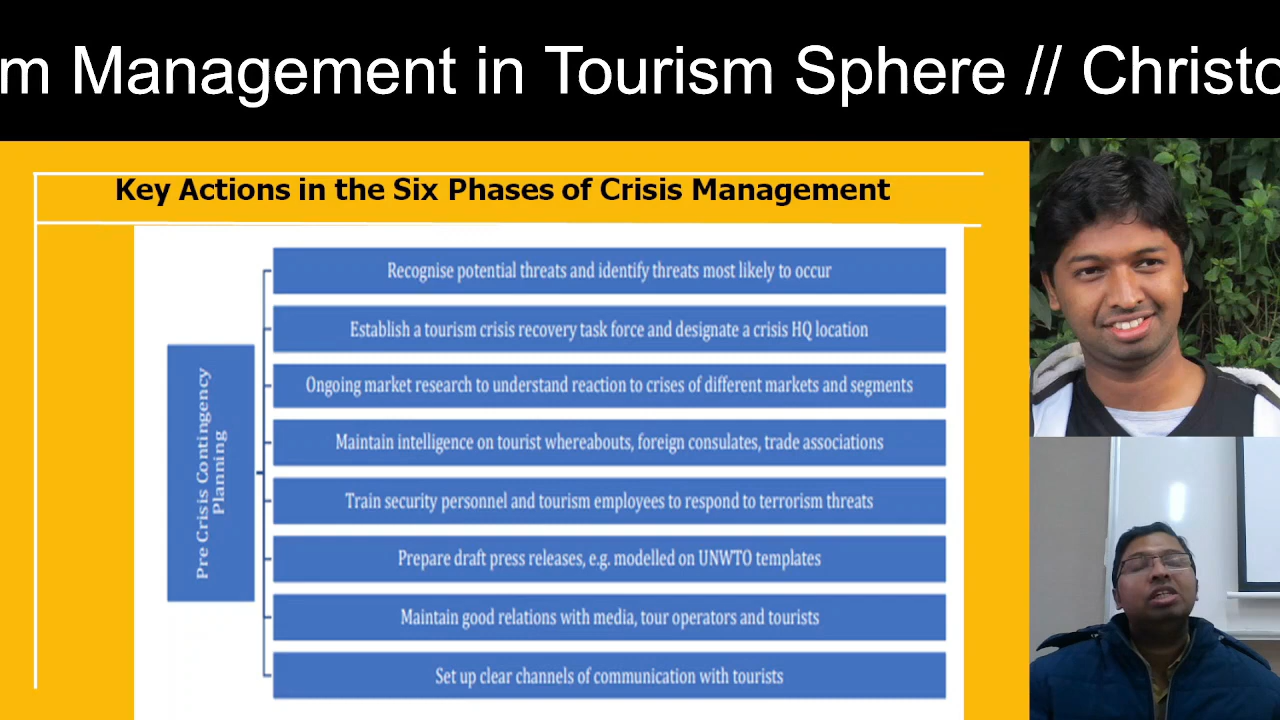 m Management in Tourism Sphere // Christo
Key Actions in the Six Phases of Crisis Management
Pre Crisis Contingency
Planning
Recognise potential threats and identify threats most likely to occur
Establish a tourism crisis recovery task force and designate a crisis HQ location
Ongoing market research to understand reaction to crises of different markets and segments
Maintain intelligence on tourist whereabouts, foreign consulates, trade associations
Train security personnel and tourism employees to respond to terrorism threats
Prepare draft press releases, e.g. modelled on UNWTO templates
Maintain good relations with media, tour operators and tourists
Set up clear channels of communication with tourists